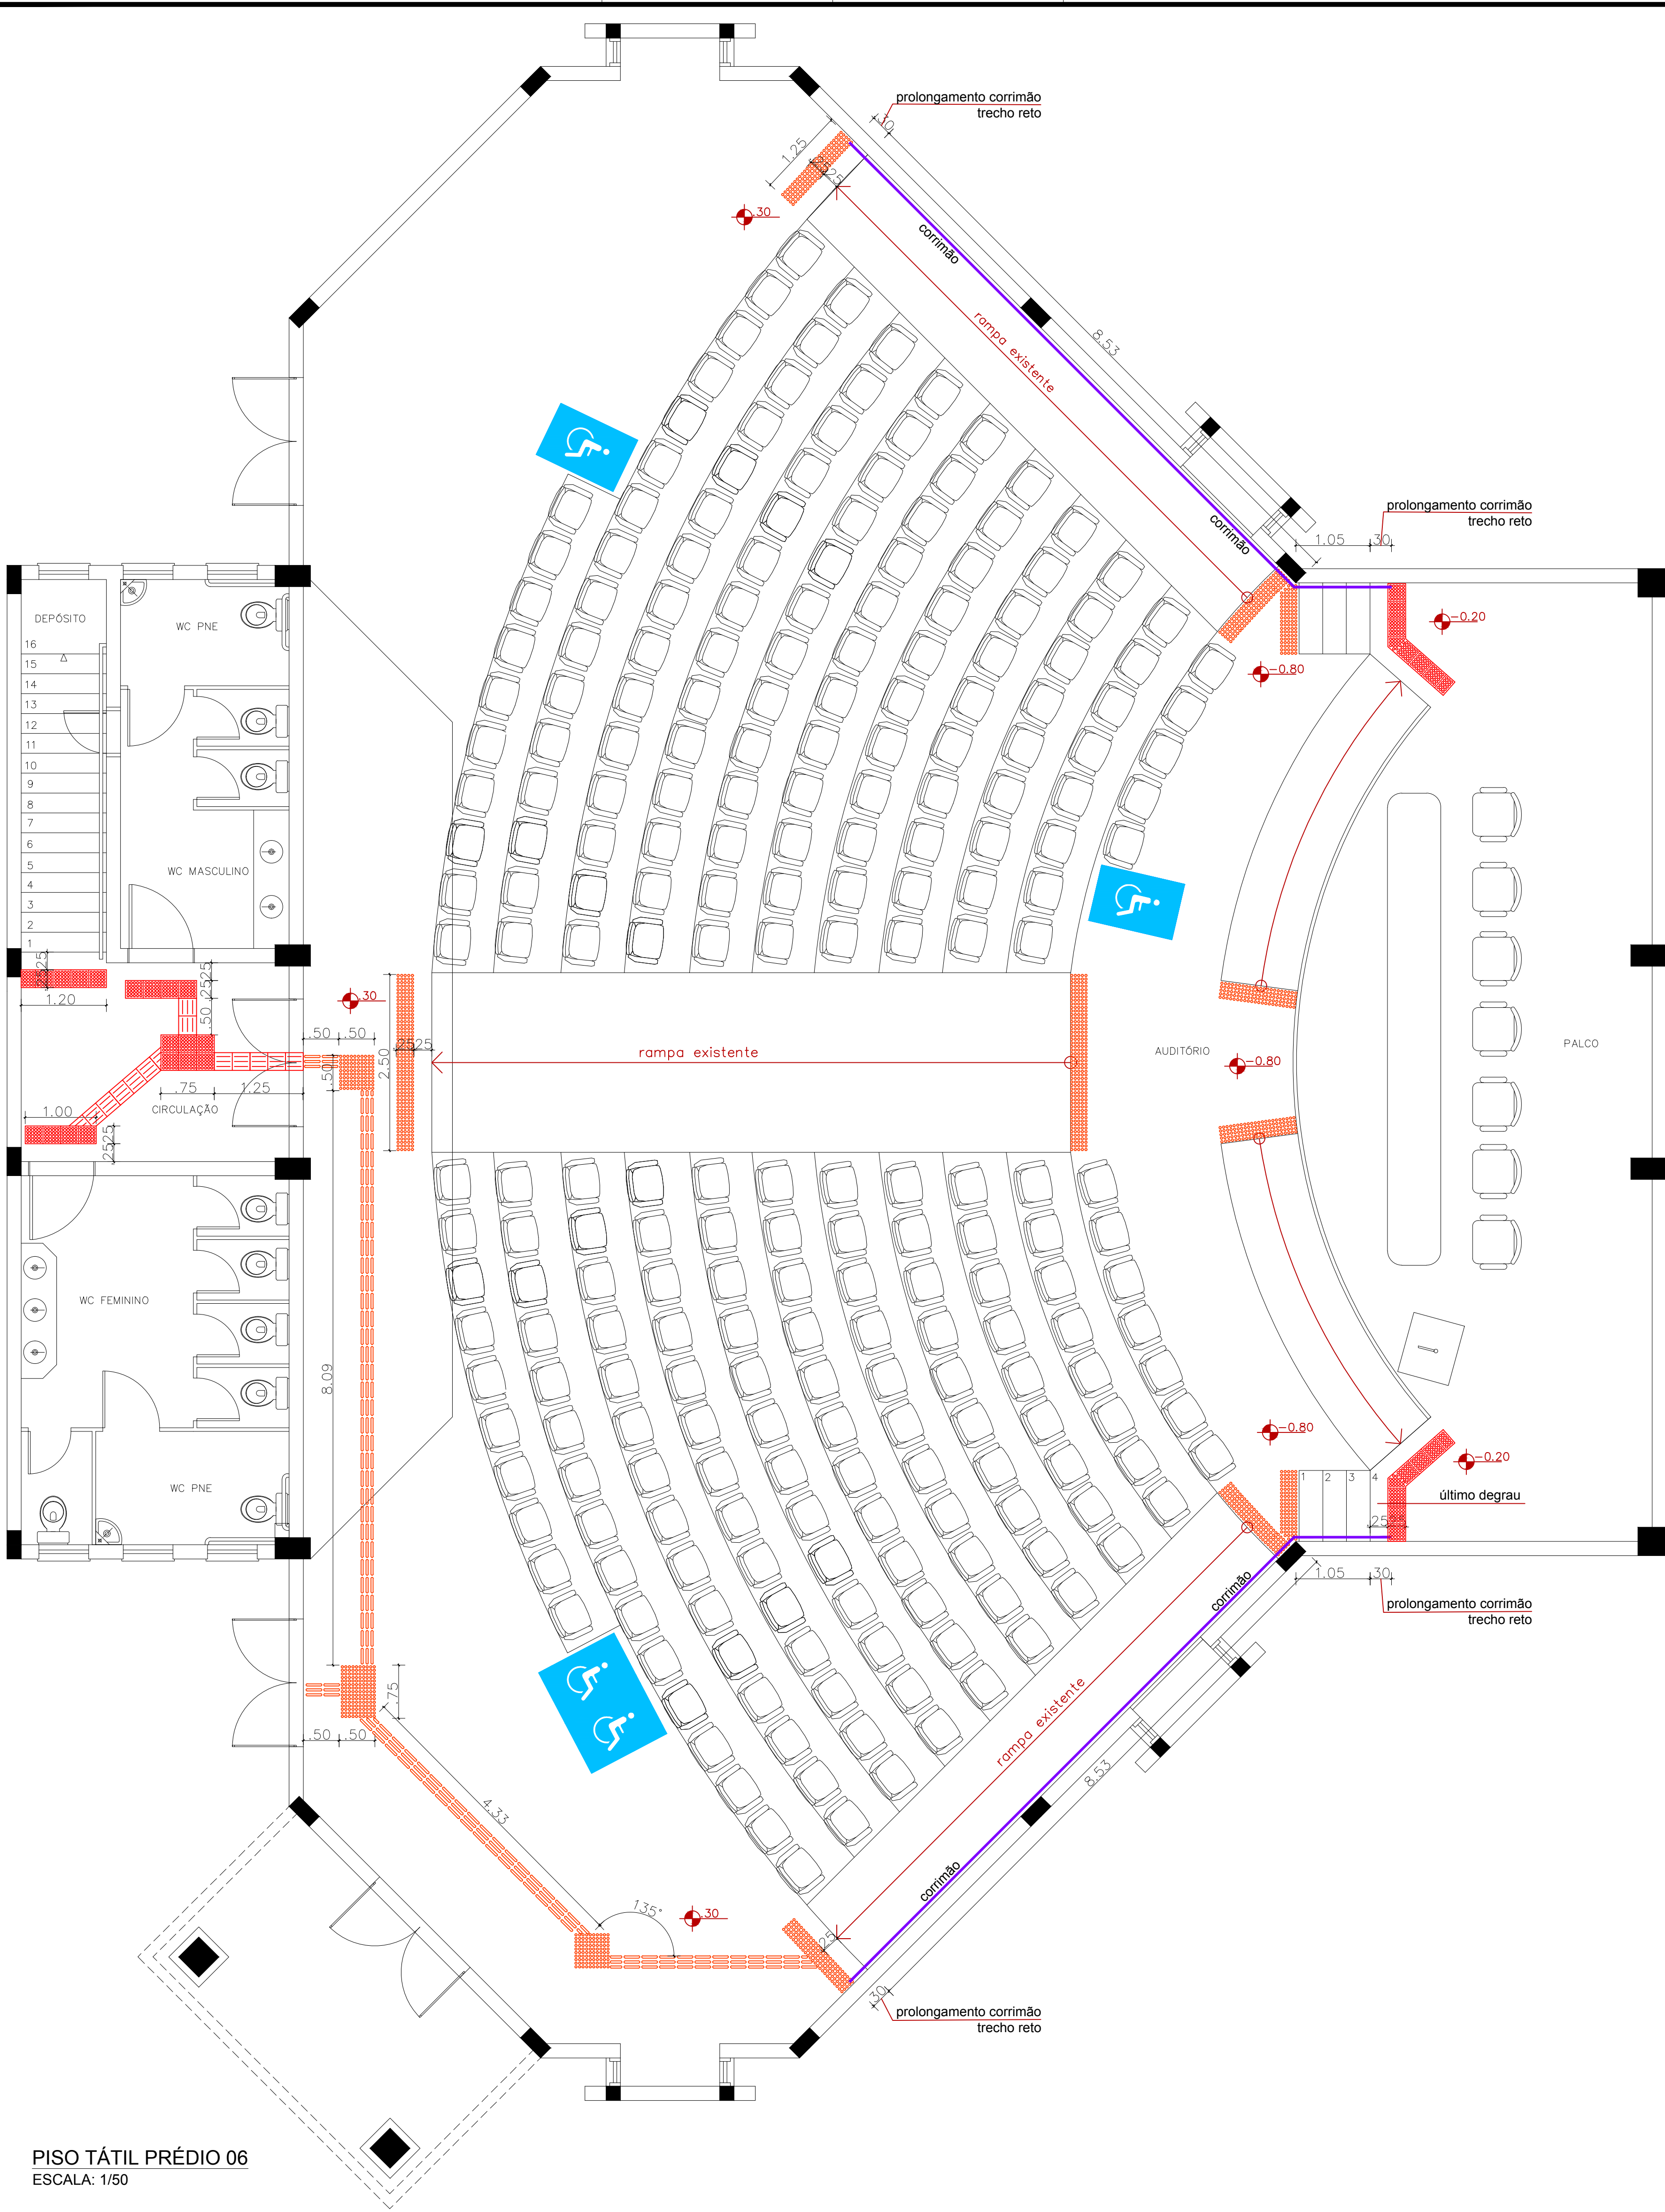 prolongamento corrimão
trecho reto
.30
1.25
.25
.25
.30
corrimão
rampa existente
8.53
corrimão
prolongamento corrimão
trecho reto
1.05
.30
DEPÓSITO
WC PNE
-0.20
-0.80
16
15
14
13
12
11
10
9
8
7
6
5
4
3
2
1
WC MASCULINO
.25
.25
.25
.25
1.20
.50
.30
.50
.50
2.50
.25
.25
rampa existente
AUDITÓRIO
-0.80
PALCO
.50
.75
1.25
CIRCULAÇÃO
1.00
.25
.25
WC FEMININO
8.09
WC PNE
-0.80
-0.20
1
2
3
4
último degrau
.25
.25
1.05
.30
prolongamento corrimão
trecho reto
corrimão
.75
.50
.50
rampa existente
8.53
4.33
corrimão
135°
.30
.25
.30
prolongamento corrimão
trecho reto
PISO TÁTIL PRÉDIO 06
ESCALA: 1/50